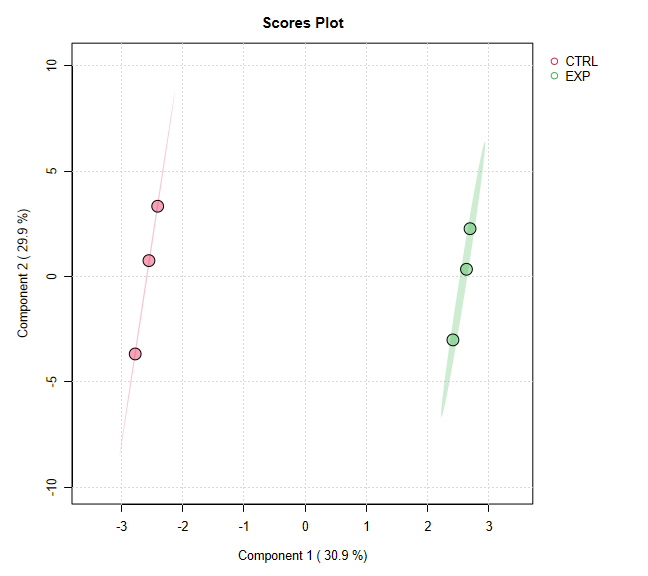 Scores Plot
CTRL
EXP
10
5
0
-5
-10
Component 2 ( 29.9 %)
-3 -2 -1 0 1 2 3
Component 1 ( 30.9 %)